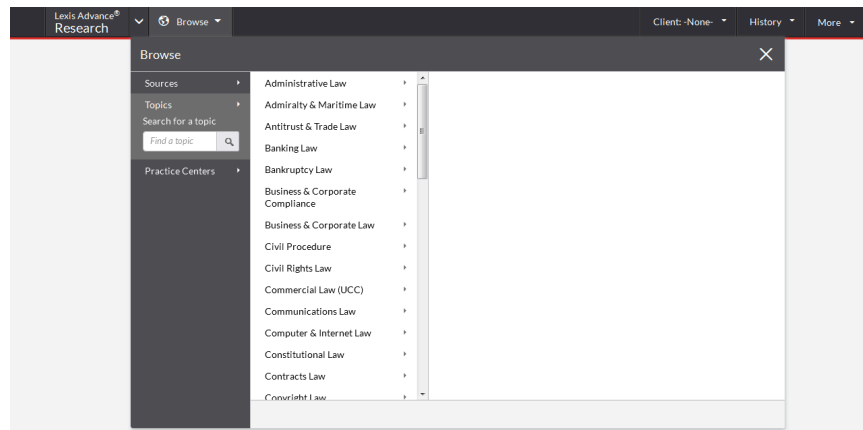 Lexis Advance®
Research
Browse
Client: -None-
History
More
Browse
Sources
Topics
Search for a topic
Find a topic
Practice Centers
Administrative Law
Admiralty & Maritime Law
Antitrust & Trade Law
Banking Law
Bankruptcy Law
Business & Corporate
Compliance
Business & Corporate Law
Civil Procedure
Civil Rights Law
Commercial Law (UCC)
Communications Law
Computer & Internet Law
Constitutional Law
Contracts Law
Copyright Law